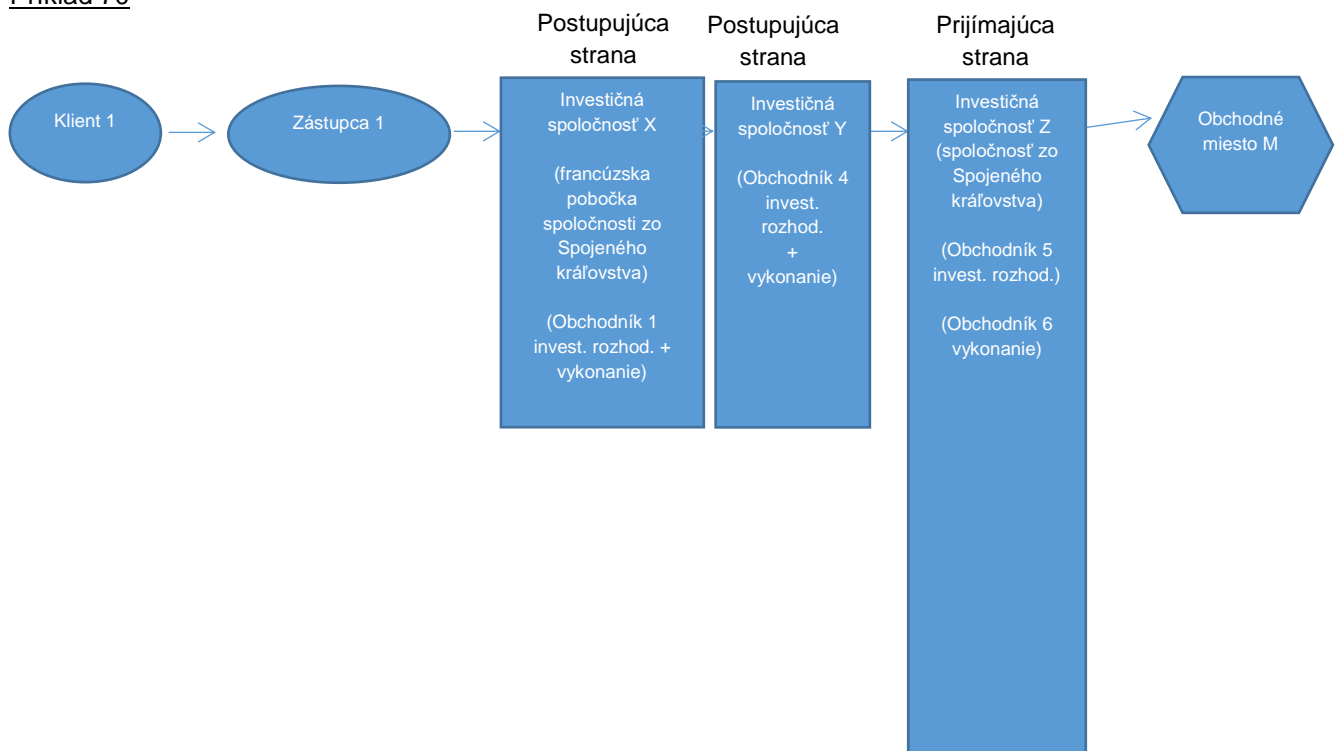 Postupujúca
strana
Postupujúca
strana
Prijímajúca
strana
Klient 1
Zástupca 1
Investičná
spoločnosť X
(francúzska
pobočka
spoločnosti zo
Spojeného
kráľovstva)
(Obchodník 1
invest. rozhod. +
vykonanie)
Investičná
spoločnosť Y
(Obchodník 4
invest.
rozhod.
+
vykonanie)
Investičná
spoločnosť Z
(spoločnosť zo
Spojeného
kráľovstva)
(Obchodník 5
invest. rozhod.)
(Obchodník 6
vykonanie)
Obchodné
miesto M